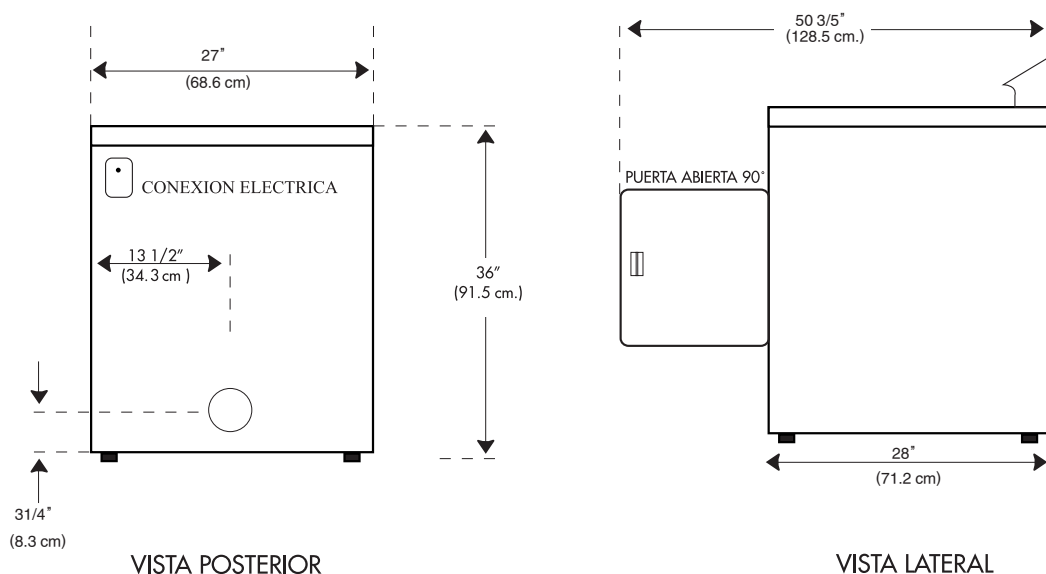 27"
(68.6 cm)
CONEXION ELECTRICA
13 1/2"
(34.3 cm )
36"
(91.5 cm.)
31/4"
(8.3 cm)
VISTA POSTERIOR
50 3/5"
(128.5 cm.)
PUERTA ABIERTA 90°
28"
(71.2 cm)
VISTA LATERAL